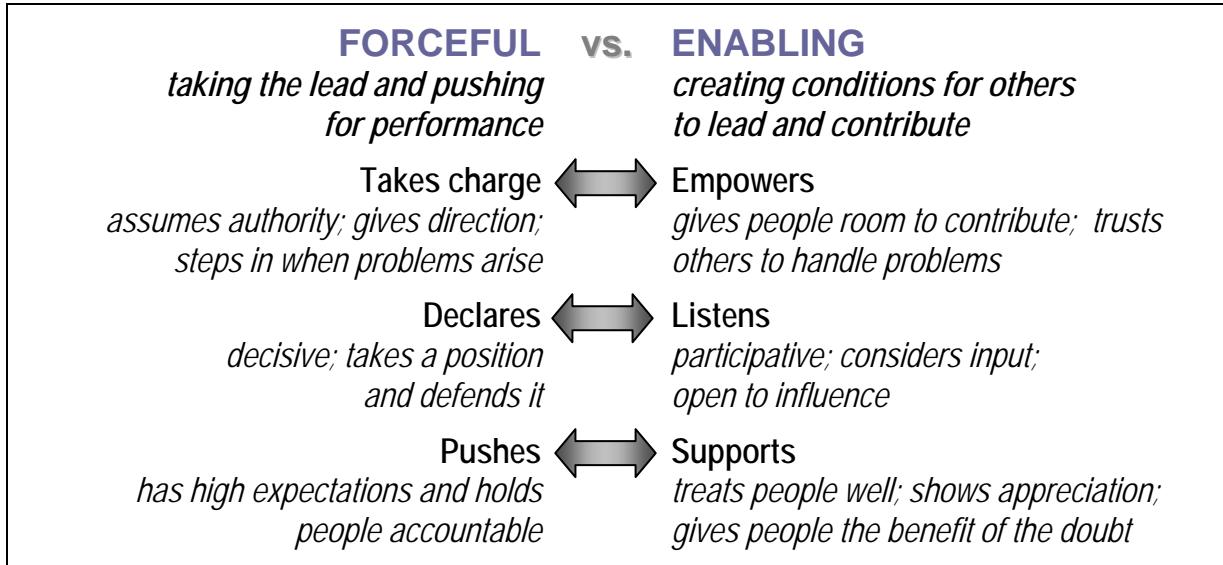 FORCEFUL vs. ENABLING
taking the lead and pushing creating conditions for others
for performance to lead and contribute
Takes charge Empowers
assumes authority; gives direction; gives people room to contribute; trusts
steps in when problems arise others to handle problems
Declares Listens
decisive; takes a position participative; considers input;
and defends it open to influence
Pushes Supports
has high expectations and holds treats people well; shows appreciation;
people accountable gives people the benefit of the doubt